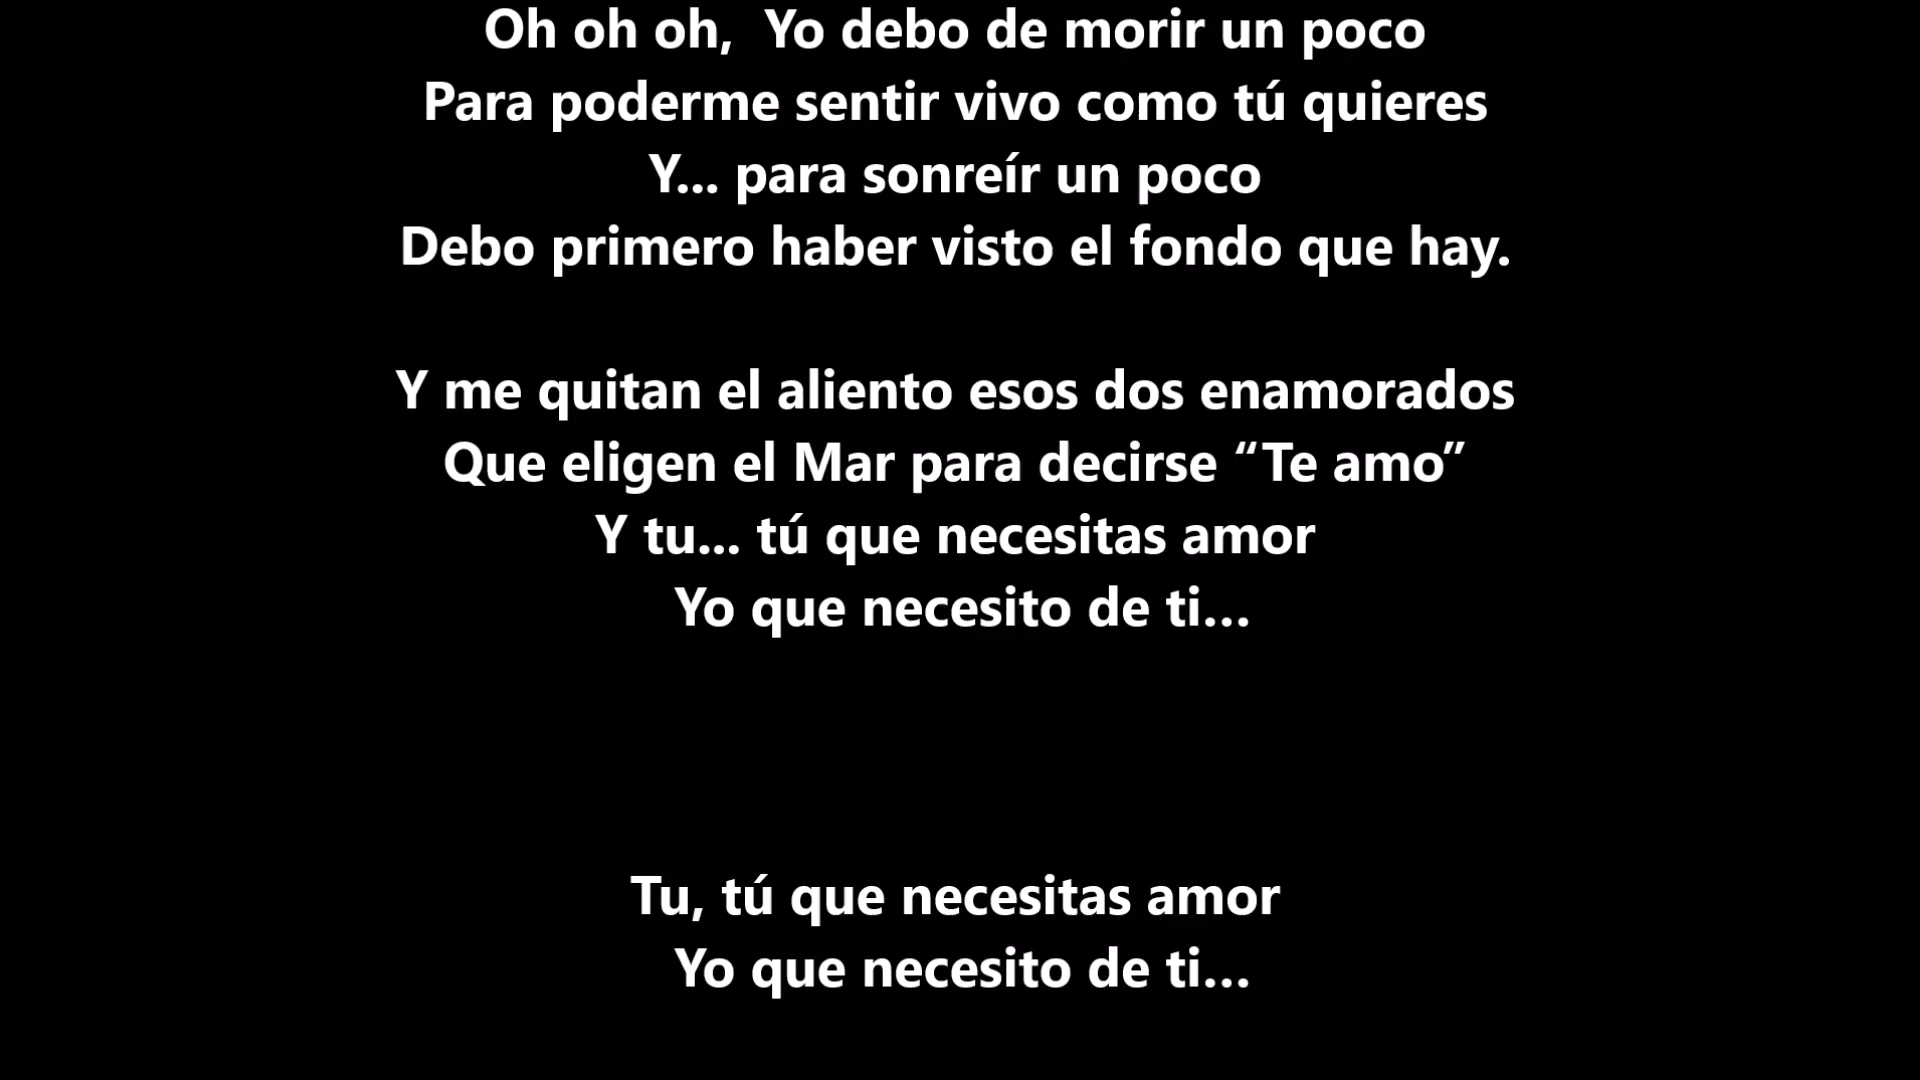 Oh oh oh,  Yo debo de morir un poco
Para poderme sentir vivo como tú quieres
Y... para sonreír un poco
Debo primero haber visto el fondo que hay.
Y me quitan el aliento esos dos enamorados
Que eligen el Mar para decirse “Te amo”
Y tu... tú que necesitas amor
Yo que necesito de ti...
Tu, tú que necesitas amor
Yo que necesito de ti...